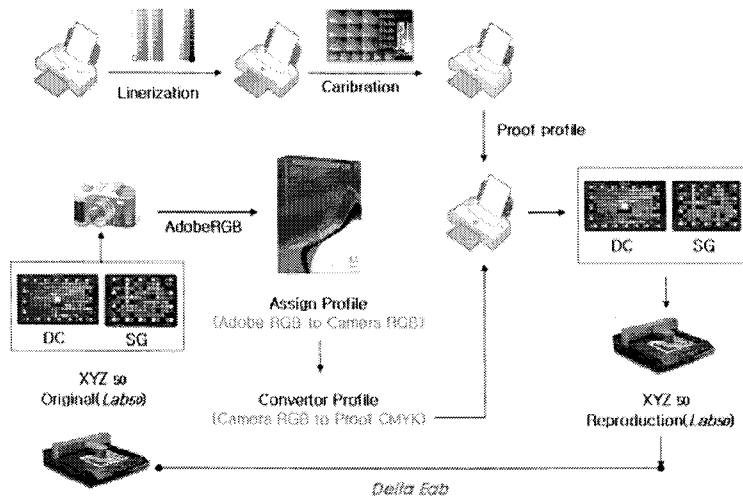 Linerization
Caribration
Proof profile
AdobeRGB
DC SG
DC SG
Assign Profile
(Adobe RGB to Camera RGB)
XYZ 50
Original(Lab50)
Convertor Profile
(Camera RGB to Proof CMYK)
XYZ 50
Reproduction(Lab50)
Delta Eab